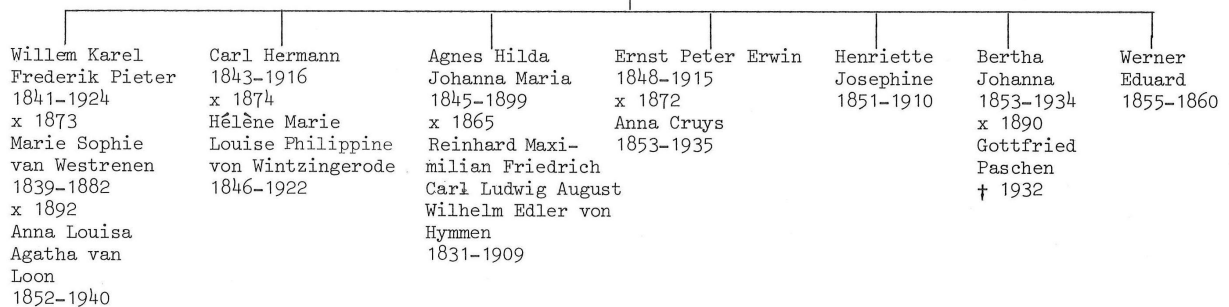 Willem Karel
Frederik Pieter
1841-1924
x 1873
Marie Sophie
van Westrenen
1839-1882
x 1892
Anna Louisa
Agatha van
Loon
1852-1940
Carl Hermann
1843-1916
x 1874
Hélène Marie
Louise Philippine
von Wintzingerode
1846-1922
Agnes Hilda
Johanna Maria
1845-1899
x 1865
Reinhard Maxi-
milian Friedrich
Carl Ludwig August
Wilhelm Edler von
Hymmen
1831-1909
Ernst Peter Erwin
1848-1915
x 1872
Anna Cruys
1853-1935
Henriette
Josephine
1851-1910
Bertha
Johanna
1853-1934
x 1890
Gottfried
Paschen
† 1932
Werner
Eduard
1855-1860